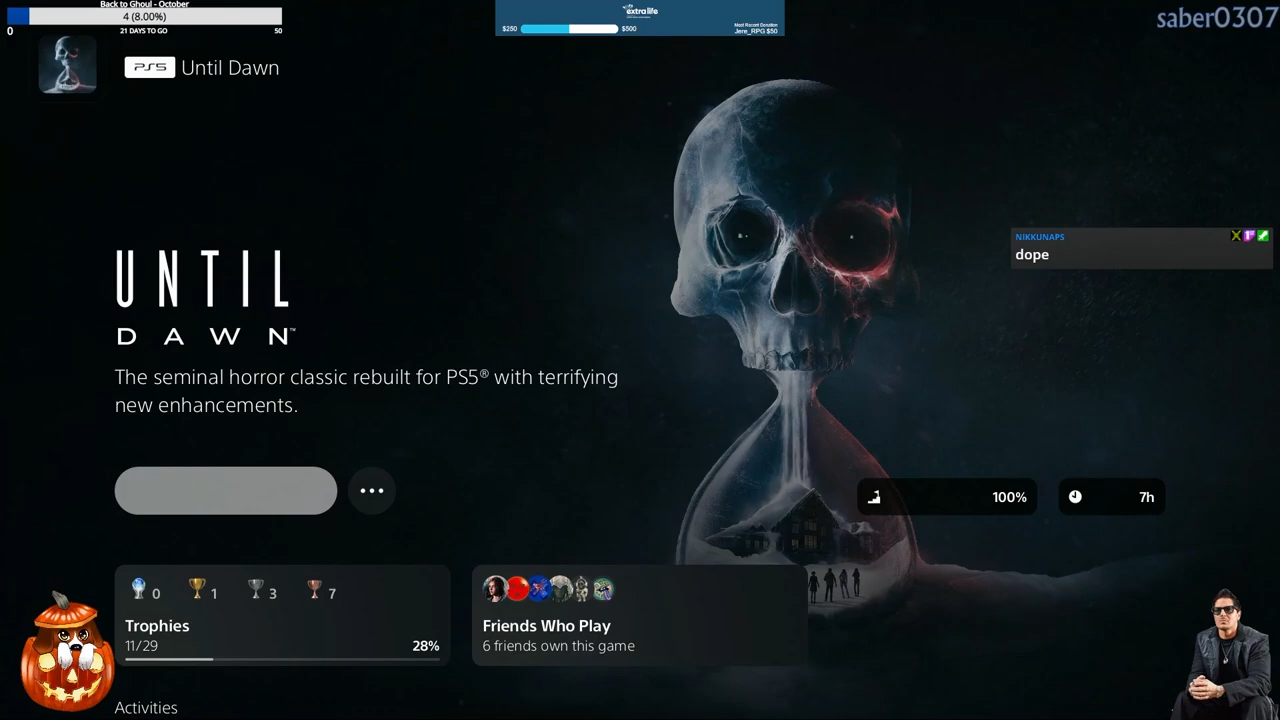 Back to Ghoul - October
4 (8.00%)
0
21 DAYS TO GO
50
extralife
$250
$500
Most Recent Donation
Jere_RPG $50
saber0307
PS5
Until Dawn
NIKKUNAPS
dope
UNTIL
DAWN™
The seminal horror classic rebuilt for PS5® with terrifying
new enhancements.
100%
7h
0
1
3
7
Trophies
11/29
28%
Friends Who Play
6 friends own this game
Activities